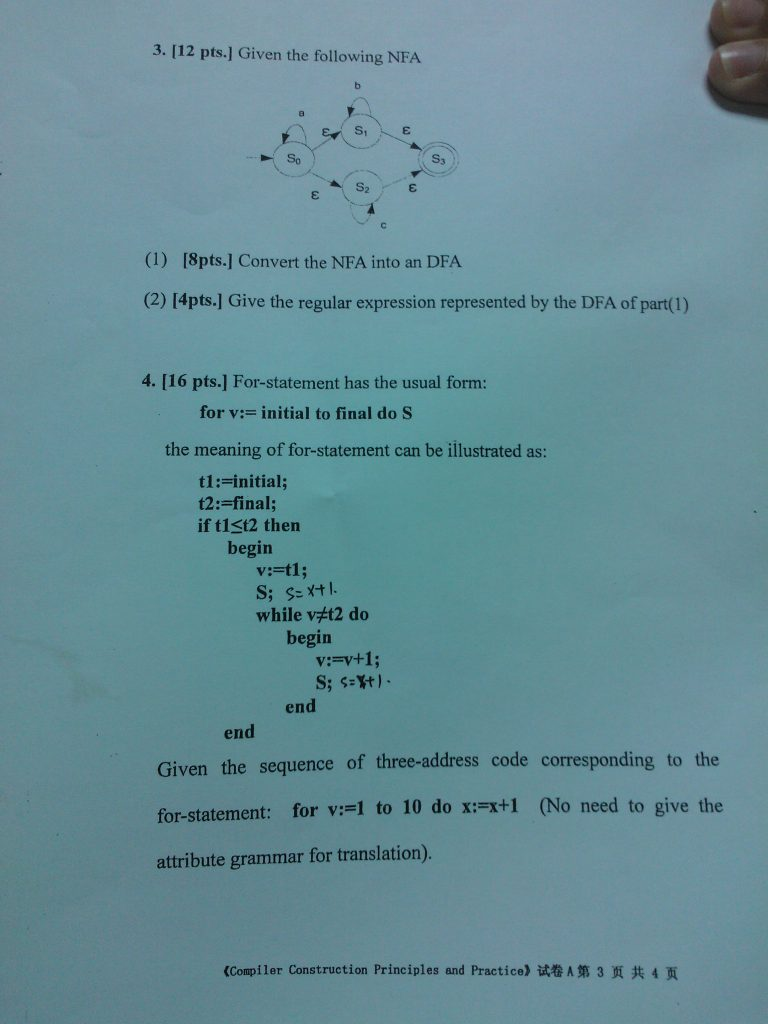 3. [12 pts.] Given the following NFA
b
a
ε S₁ ε
S₀ S₃
S₂
ε ε
c
(1) [8pts.] Convert the NFA into an DFA
(2) [4pts.] Give the regular expression represented by the DFA of part(1)
4. [16 pts.] For-statement has the usual form:
for v:= initial to final do S
the meaning of for-statement can be illustrated as:
t1:=initial;
t2:=final;
if t1≤t2 then
begin
v:=t1;
S; S=x+1.
while v≠t2 do
begin
v:=v+1;
S; S=x+1.
end
end
Given the sequence of three-address code corresponding to the
for-statement: for v:=1 to 10 do x:=x+1 (No need to give the
attribute grammar for translation).
《Compiler Construction Principles and Practice》试卷 A 第 3 页 共 4 页